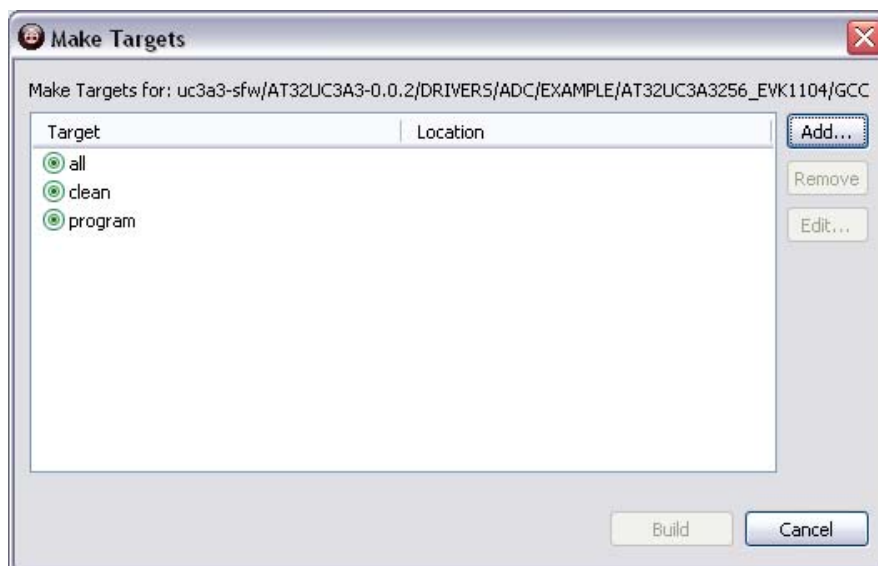 Make Targets
Make Targets for: uc3a3-sfw/AT32UC3A3-0.0.2/DRIVERS/ADC/EXAMPLE/AT32UC3A3256_EVK1104/GCC
Target Location
Add...
all
Remove
clean
program
Edit...
Build Cancel